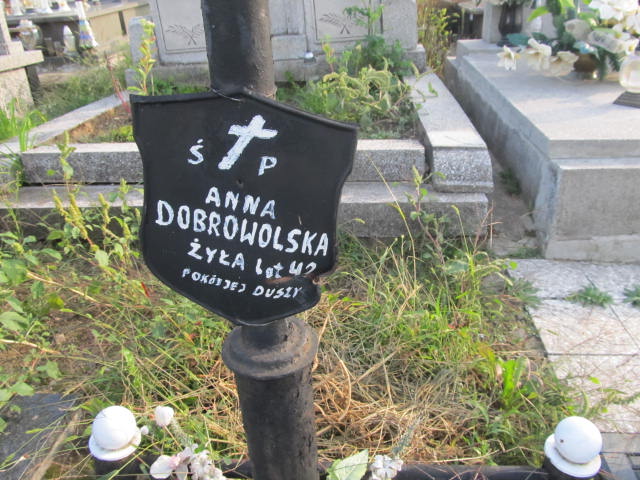 Ś P
ANNA
DOBROWOLSKA
ŻYŁA lat 42
POKÓJ JEJ DUSZY